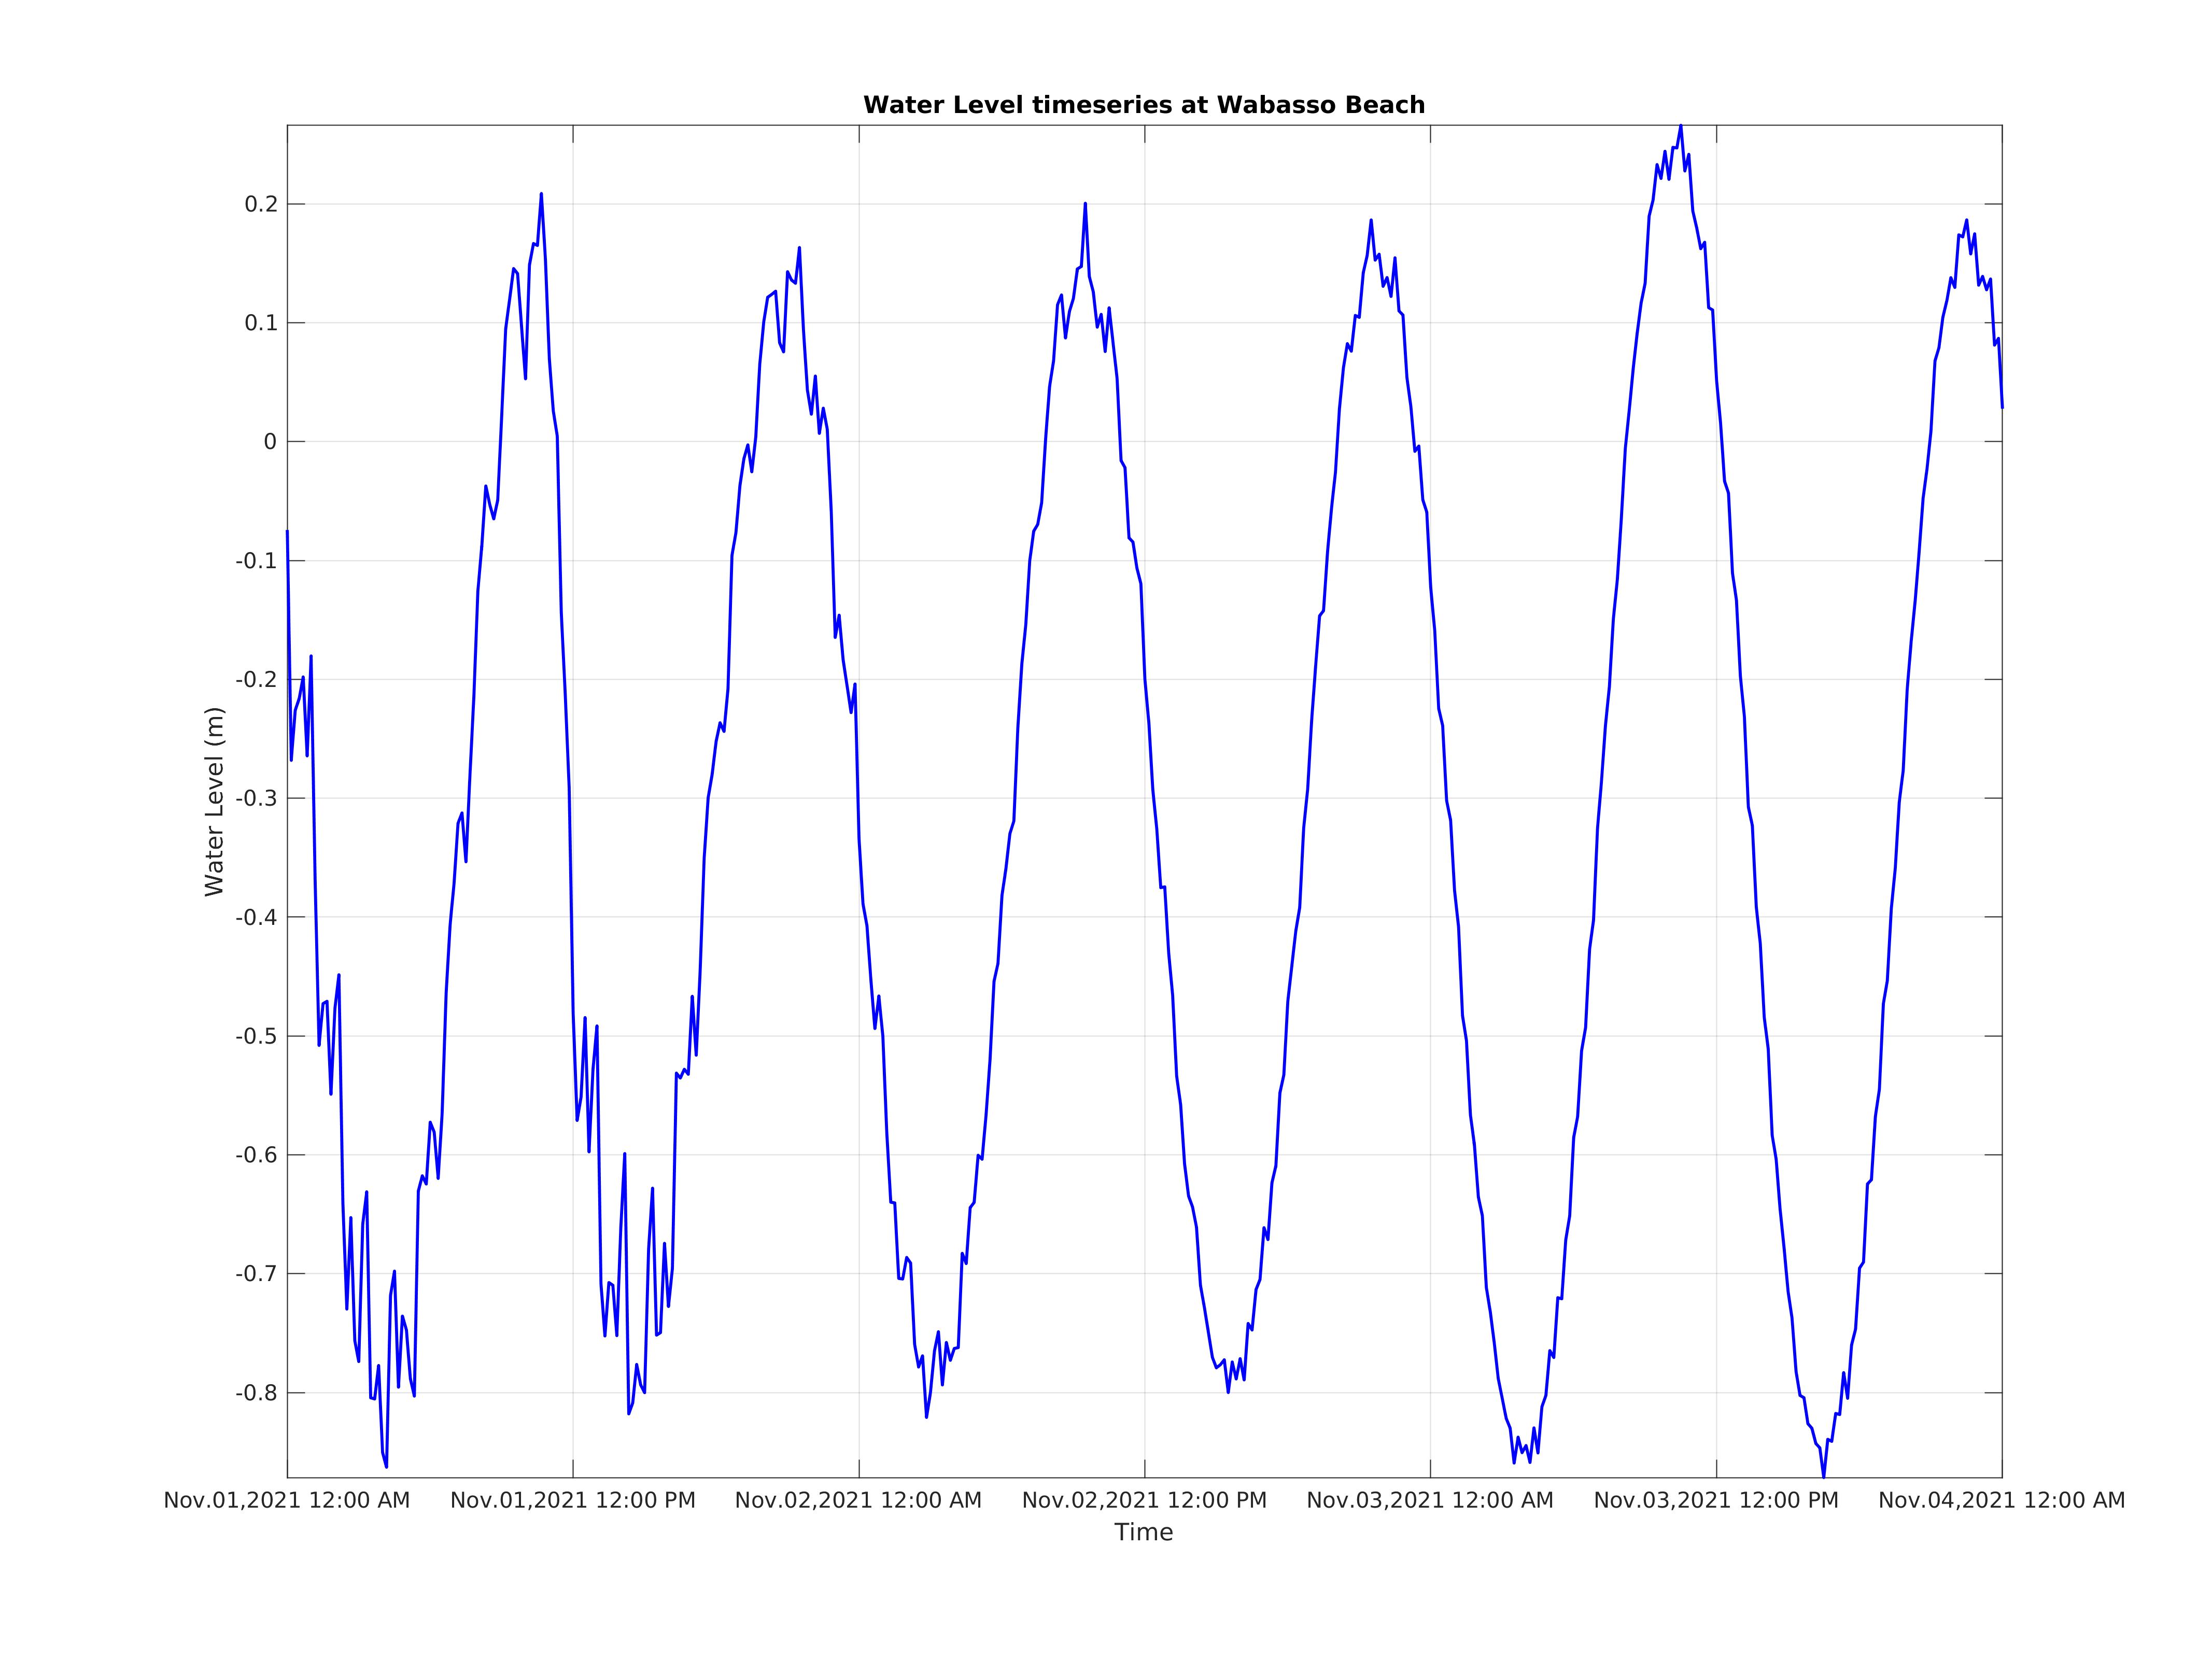 Water Level timeseries at Wabasso Beach
0.2
0.1
0
-0.1
-0.2
-0.3
-0.4
-0.5
-0.6
-0.7
-0.8
Water Level (m)
Nov.01,2021 12:00 AM Nov.01,2021 12:00 PM Nov.02,2021 12:00 AM Nov.02,2021 12:00 PM Nov.03,2021 12:00 AM Nov.03,2021 12:00 PM Nov.04,2021 12:00 AM
Time